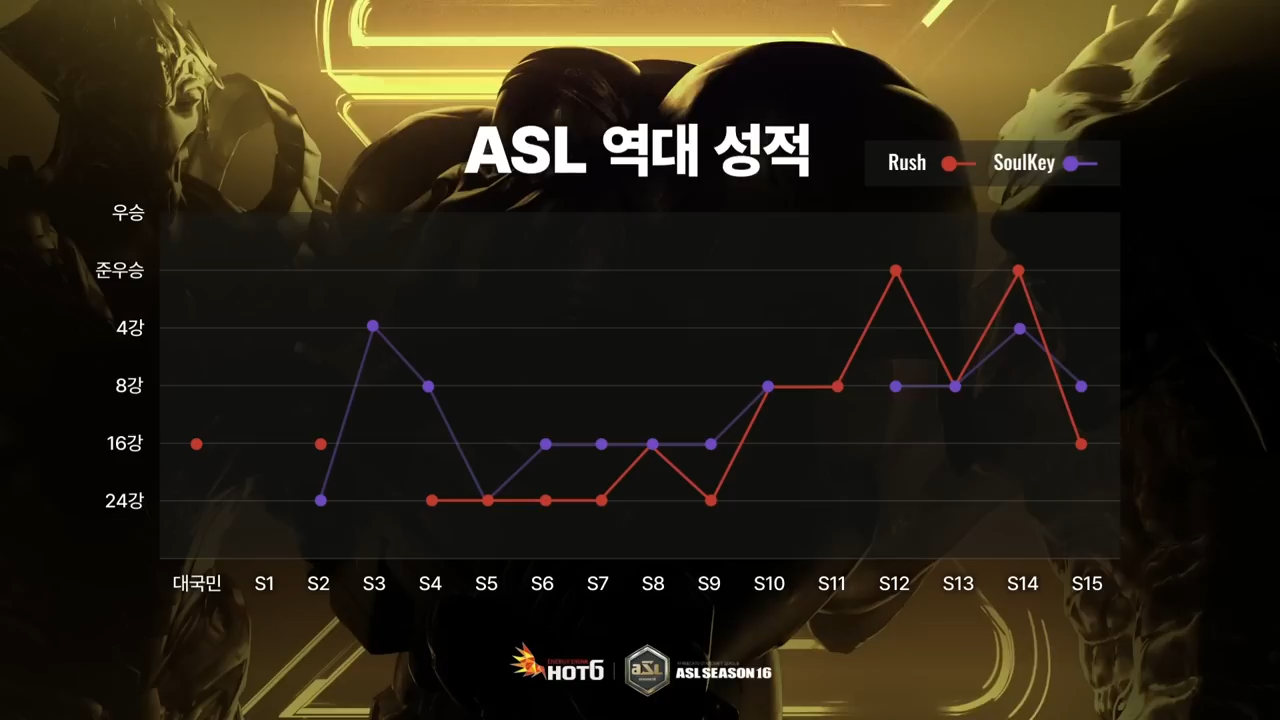 ASL 역대 성적
Rush SoulKey
우승
준우승
4강
8강
16강
24강
대국민 S1 S2 S3 S4 S5 S6 S7 S8 S9 S10 S11 S12 S13 S14 S15
HOT6
ASL
ASL SEASON 16